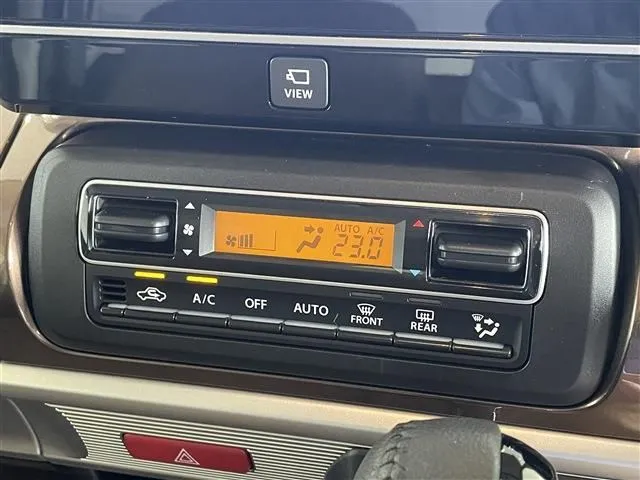 VIEW
AUTO A/C
23.0
A/C OFF AUTO FRONT REAR